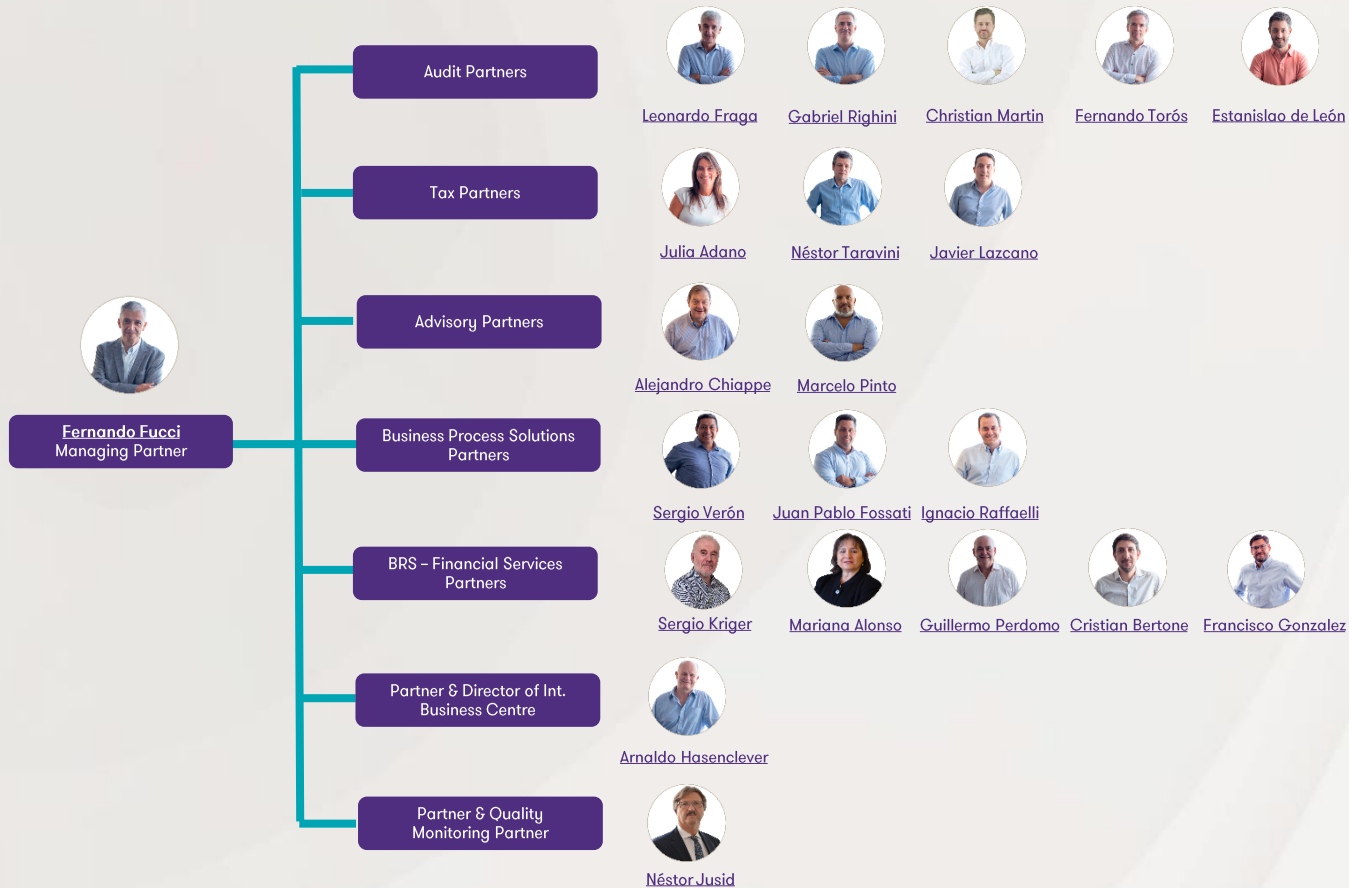 Audit Partners
Leonardo Fraga
Gabriel Righini
Christian Martin
Fernando Torós
Estanislao de León
Tax Partners
Julia Adano
Néstor Taravini
Javier Lazcano
Advisory Partners
Alejandro Chiappe
Marcelo Pinto
Fernando Fucci
Managing Partner
Business Process Solutions
Partners
Sergio Verón
Juan Pablo Fossati
Ignacio Raffaelli
BRS – Financial Services
Partners
Sergio Kriger
Mariana Alonso
Guillermo Perdomo
Cristian Bertone
Francisco Gonzalez
Partner & Director of Int.
Business Centre
Arnaldo Hasenclever
Partner & Quality
Monitoring Partner
Néstor Jusid